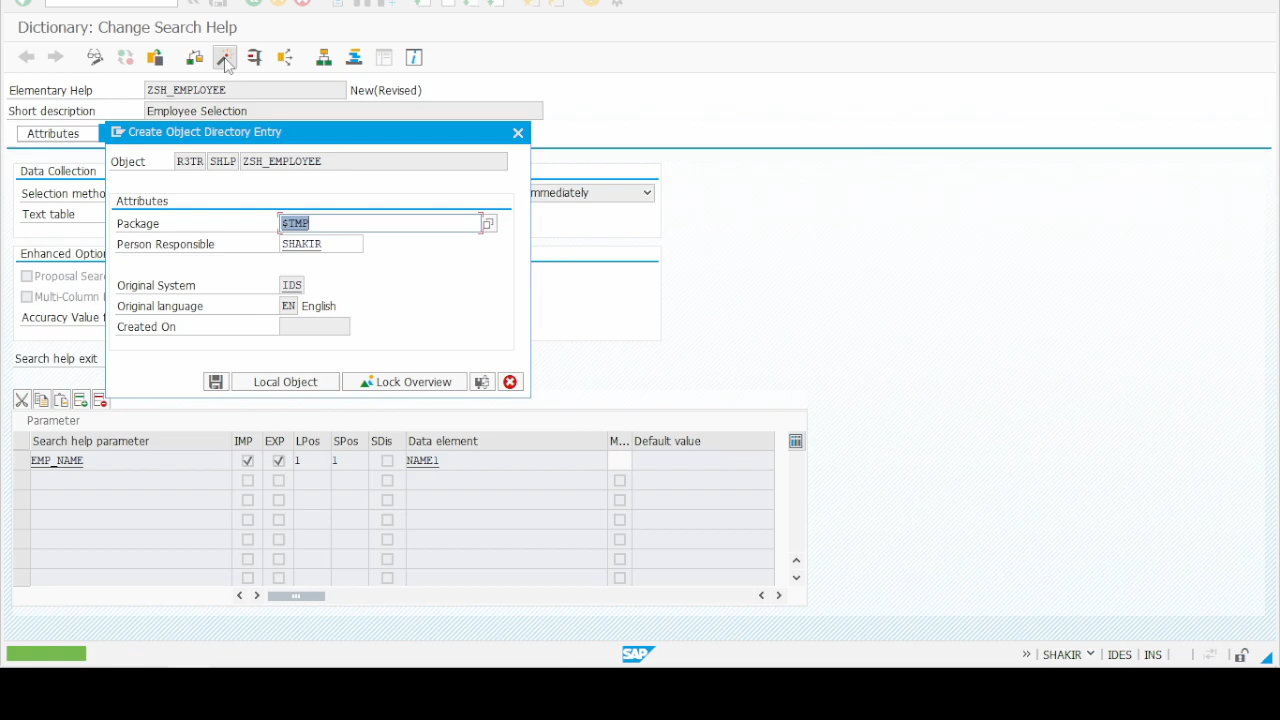 Dictionary: Change Search Help
Elementary Help ZSH_EMPLOYEE New(Revised)
Short description Employee Selection
Attributes
Create Object Directory Entry
Object R3TR SHLP ZSH_EMPLOYEE
Data Collection
Attributes
Selection metho
mmediately
Package $TMP
Text table
Person Responsible SHAKIR
Enhanced Optio
Proposal Sear
Original System IDS
Multi-Column
Original language EN English
Accuracy Value f
Created On
Search help exit
Local Object Lock Overview
Parameter
Search help parameter IMP EXP LPos SPos SDis Data element M... Default value
EMP_NAME 1 1 NAME1
SAP
SHAKIR IDES INS